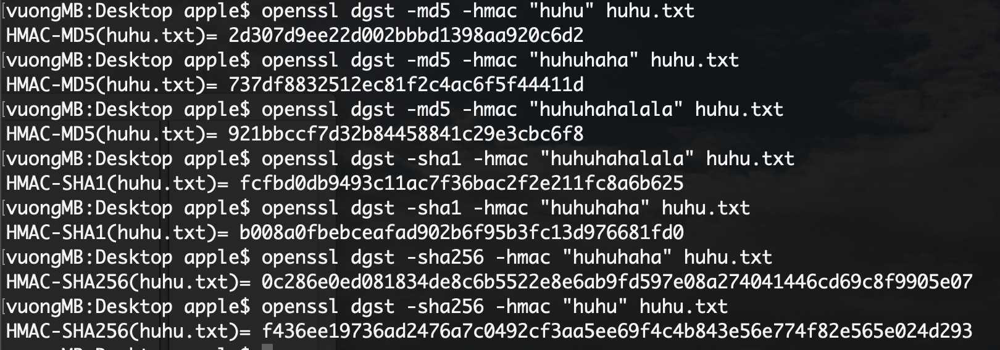 [vuongMB:Desktop apple$ openssl dgst -md5 -hmac "huhu" huhu.txt
HMAC-MD5(huhu.txt)= 2d307d9ee22d002bbbd1398aa920c6d2
[vuongMB:Desktop apple$ openssl dgst -md5 -hmac "huhuhaha" huhu.txt
HMAC-MD5(huhu.txt)= 737df8832512ec81f2c4ac6f5f44411d
[vuongMB:Desktop apple$ openssl dgst -md5 -hmac "huhuhahalala" huhu.txt
HMAC-MD5(huhu.txt)= 921bbccf7d32b84458841c29e3cbc6f8
[vuongMB:Desktop apple$ openssl dgst -sha1 -hmac "huhuhahalala" huhu.txt
HMAC-SHA1(huhu.txt)= fcfbd0db9493c11ac7f36bac2f2e211fc8a6b625
[vuongMB:Desktop apple$ openssl dgst -sha1 -hmac "huhuhaha" huhu.txt
HMAC-SHA1(huhu.txt)= b008a0fbebceafad902b6f95b3fc13d976681fd0
[vuongMB:Desktop apple$ openssl dgst -sha256 -hmac "huhuhaha" huhu.txt
HMAC-SHA256(huhu.txt)= 0c286e0ed081834de8c6b5522e8e6ab9fd597e08a274041446cd69c8f9905e07
[vuongMB:Desktop apple$ openssl dgst -sha256 -hmac "huhu" huhu.txt
HMAC-SHA256(huhu.txt)= f436ee19736ad2476a7c0492cf3aa5ee69f4c4b843e56e774f82e565e024d293
vuongMB:Desktop apple$